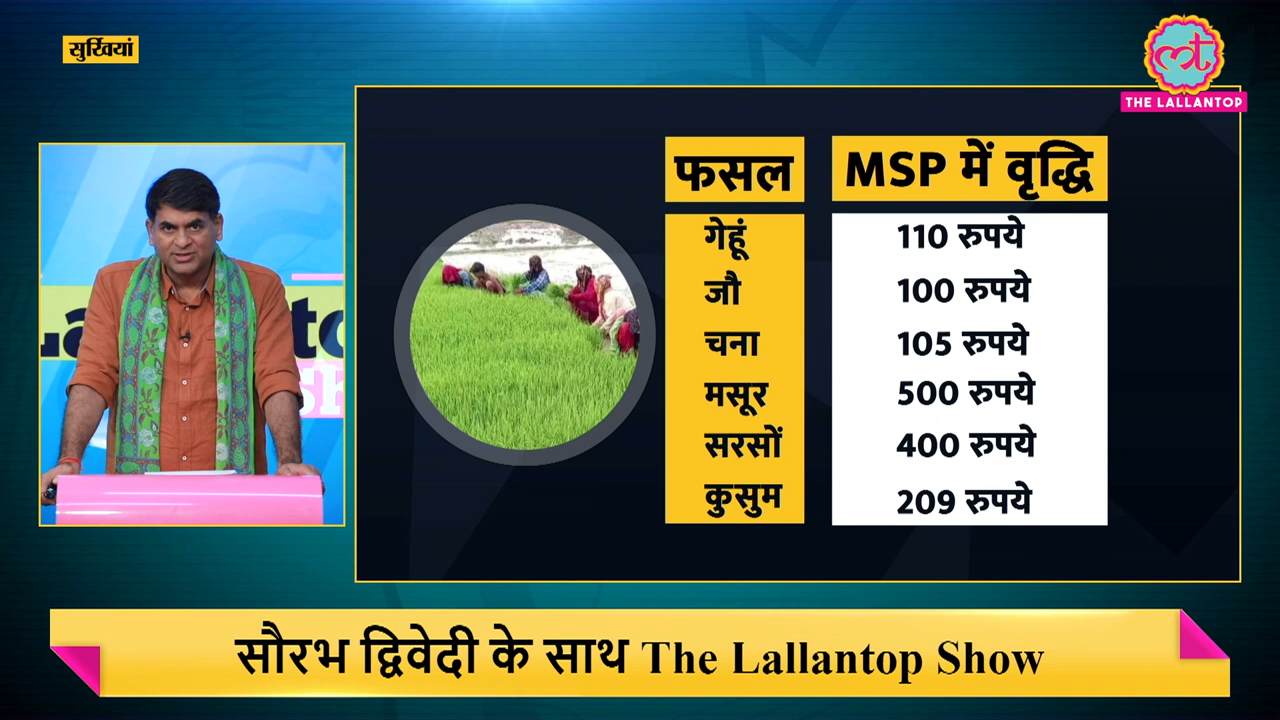 सुर्खियां
mt
THE LALLANTOP
फसल MSP में वृद्धि
गेहूं 110 रुपये
जौ 100 रुपये
चना 105 रुपये
मसूर 500 रुपये
सरसों 400 रुपये
कुसुम 209 रुपये
सौरभ द्विवेदी के साथ The Lallantop Show